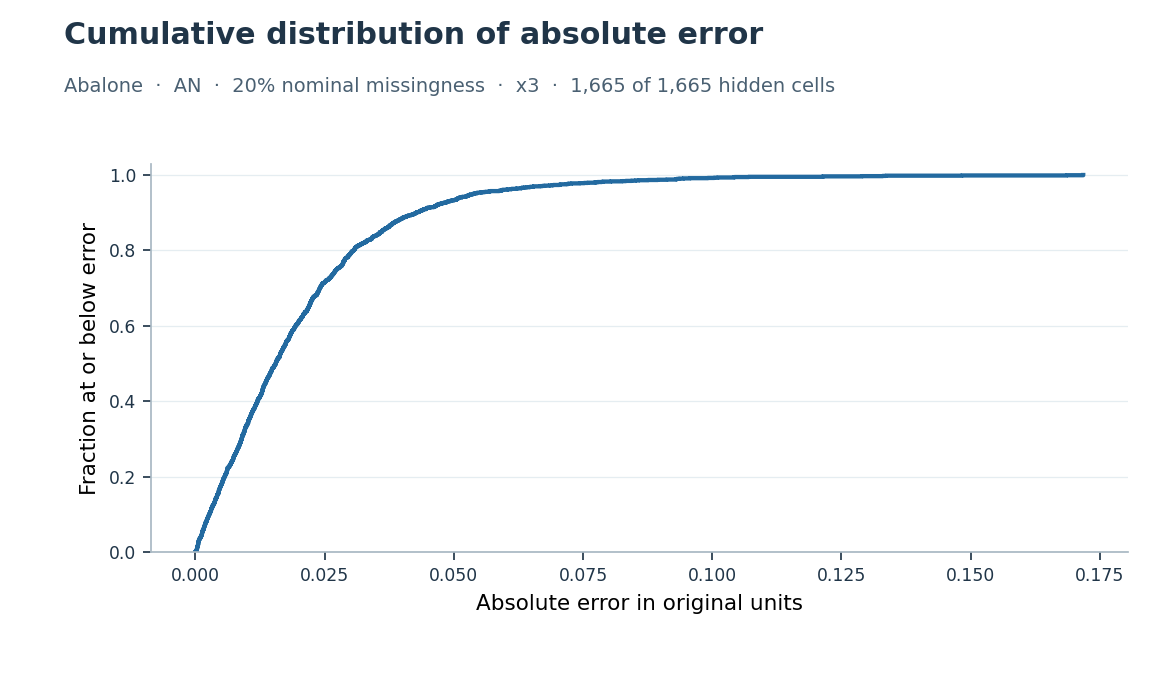 Cumulative distribution of absolute error
Abalone · AN · 20% nominal missingness · x3 · 1,665 of 1,665 hidden cells
Fraction at or below error
1.0
0.8
0.6
0.4
0.2
0.0
0.000 0.025 0.050 0.075 0.100 0.125 0.150 0.175
Absolute error in original units